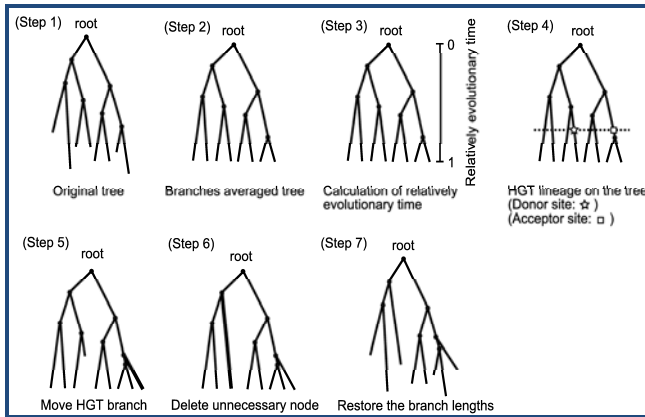 (Step 1)
root
Original tree
(Step 2)
root
Branches averaged tree
(Step 3)
root
0
1
Relatively evolutionary time
Calculation of relatively
evolutionary time
(Step 4)
root
HGT lineage on the tree
(Donor site: ☆ )
(Acceptor site: □ )
(Step 5)
root
Move HGT branch
(Step 6)
root
Delete unnecessary node
(Step 7)
root
Restore the branch lengths